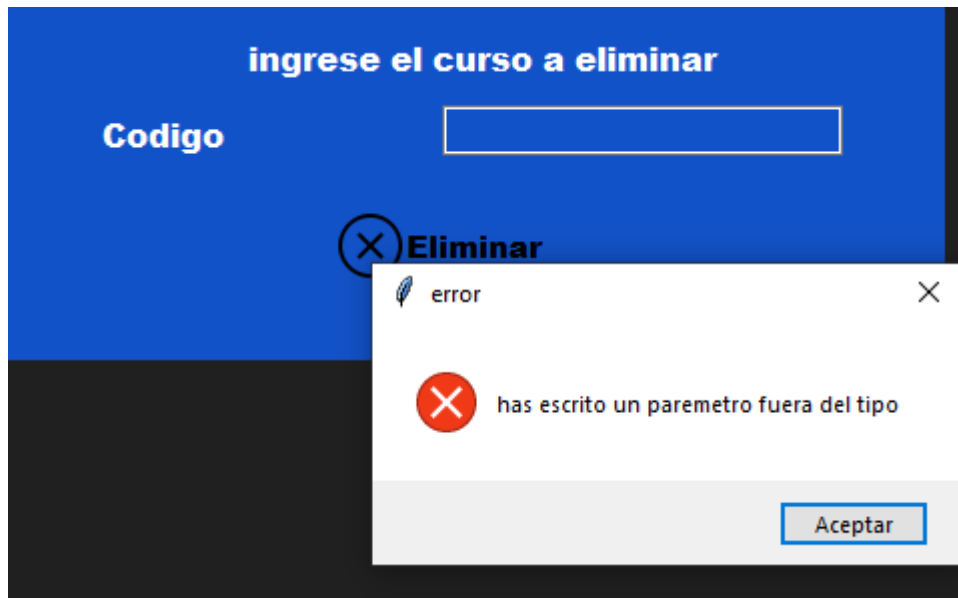 ingrese el curso a eliminar
Codigo
Eliminar
error
has escrito un paremetro fuera del tipo
Aceptar